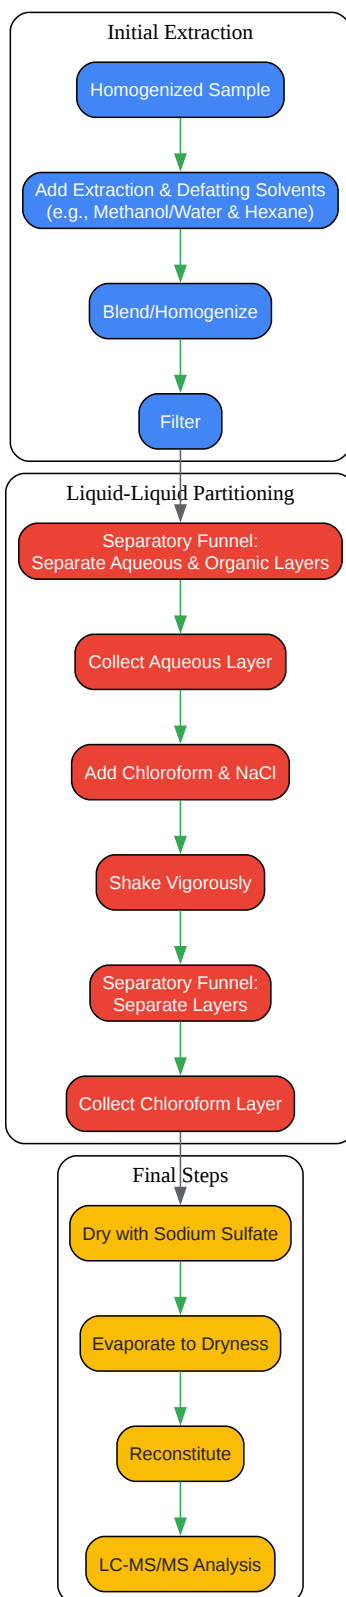 Initial Extraction
Homogenized Sample
Add Extraction & Defatting Solvents
(e.g., Methanol/Water & Hexane)
Blend/Homogenize
Filter
Liquid-Liquid Partitioning
Separatory Funnel:
Separate Aqueous & Organic Layers
Collect Aqueous Layer
Add Chloroform & NaCl
Shake Vigorously
Separatory Funnel:
Separate Layers
Collect Chloroform Layer
Final Steps
Dry with Sodium Sulfate
Evaporate to Dryness
Reconstitute
LC-MS/MS Analysis